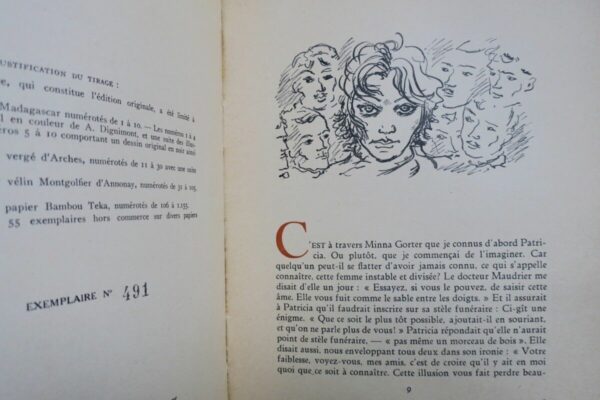 USTIFICATION DU TIRAGE :
e, qui constitue l'édition originale, a été limité à
Madagascar numérotés de 1 à 10. — Les numéros 1 à 4
l en couleur de A. Dignimont, et une suite des illus-
éros 5 à 10 comportant un dessin original en noir ainsi
vergé d'Arches, numérotés de 11 à 30 avec une suite
vélin Montgolfier d'Annonay, numérotés de 31 à 105.
papier Bambou Teka, numérotés de 106 à 1.155.
55 exemplaires hors commerce sur divers papiers
EXEMPLAIRE N° 491
C'EST à travers Minna Gorter que je connus d'abord Patri-
cia. Ou plutôt, que je commençai de l'imaginer. Car
quelqu'un peut-il se flatter d'avoir jamais connu, ce qui s'appelle
connaître, cette femme instable et divisée? Le docteur Maudrier me
disait d'elle un jour : « Essayez, si vous le pouvez, de saisir cette
âme. Elle vous fuit comme le sable entre les doigts. » Et il assurait
à Patricia qu'il faudrait inscrire sur sa stèle funéraire : Ci-gît une
énigme. « Que ce soit le plus tôt possible, ajoutait-il en souriant,
et qu'on ne parle plus de vous! » Patricia répondait qu'elle n'aurait
point de stèle funéraire, — « pas même un morceau de bois ». Elle
disait aussi, nous enveloppant tous deux dans son ironie : « Votre
faiblesse, voyez-vous, mes amis, c'est de croire qu'il y ait en moi
quoi que ce soit à connaître. Cette illusion vous fait perdre beau-
9